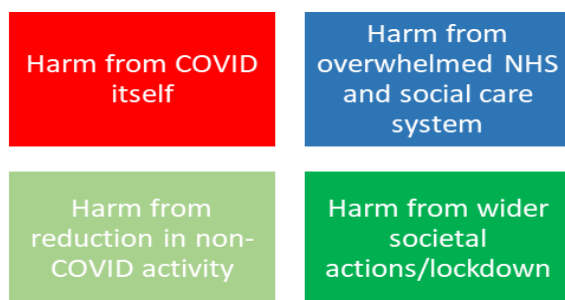 Harm from COVID
itself
Harm from
overwhelmed NHS
and social care
system
Harm from
reduction in non-
COVID activity
Harm from wider
societal
actions/lockdown